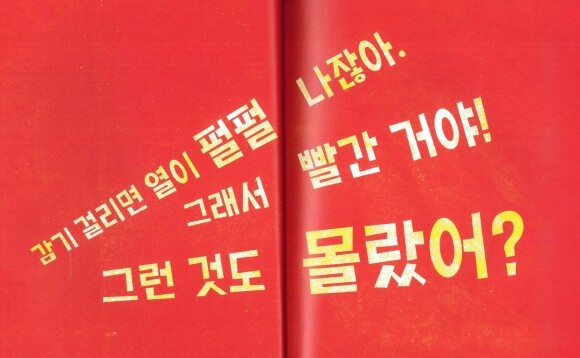 감기 걸리면 열이 펄펄 나잖아.
그래서 빨간 거야!
그런 것도 몰랐어?